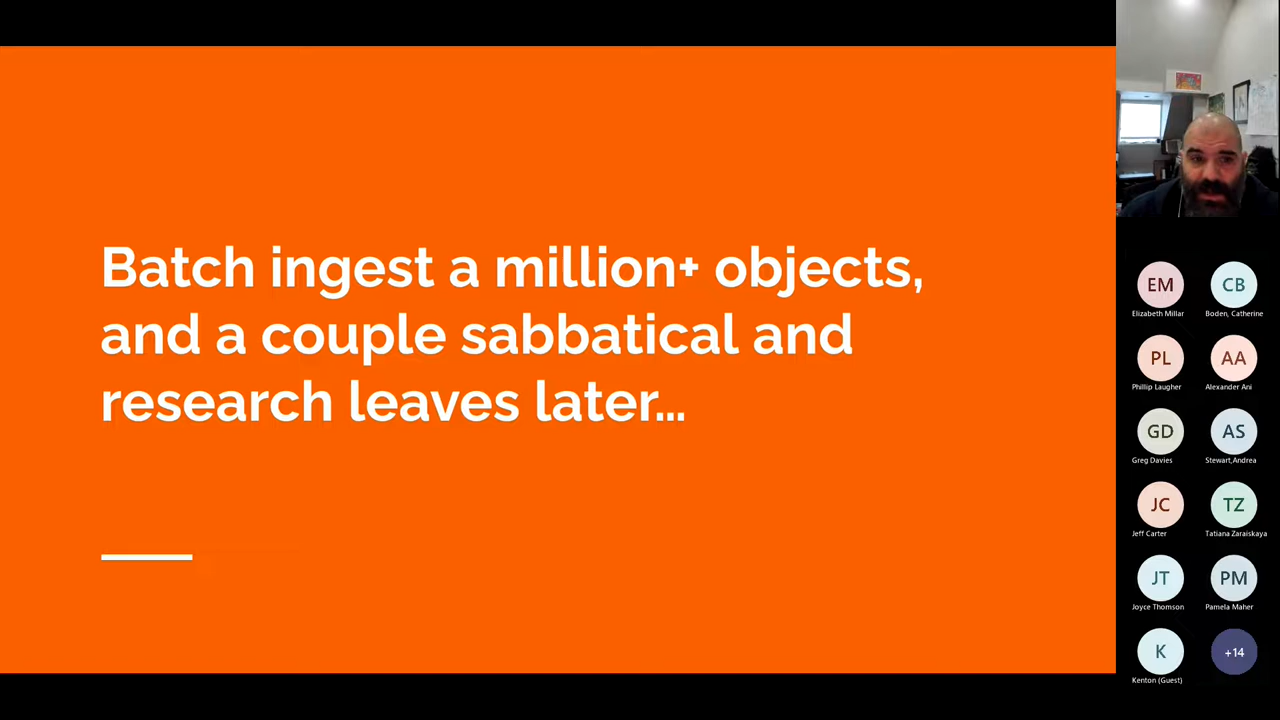 Batch ingest a million+ objects,
and a couple sabbatical and
research leaves later...
EM
CB
Elizabeth Millar
Boden, Catherine
PL
AA
Phillip Laugher
Alexander Ani
GD
AS
Greg Davies
Stewart,Andrea
JC
TZ
Jeff Carter
Tatiana Zaraiskaya
JT
PM
Joyce Thomson
Pamela Maher
K
+14
Kenton (Guest)